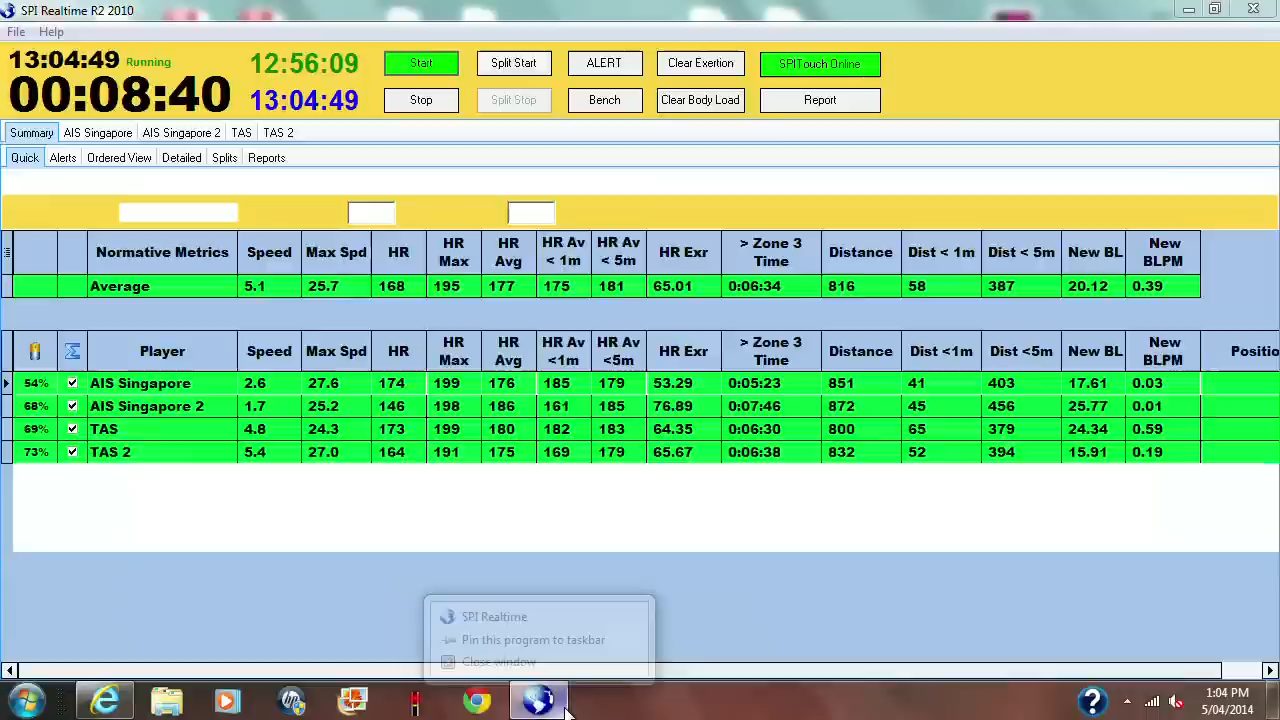 SPI Realtime R2 2010
File Help
13:04:49 Running
00:08:40
12:56:09
13:04:49
Start Split Start ALERT Clear Exertion SPITouch Online
Stop Split Stop Bench Clear Body Load Report
Summary AIS Singapore AIS Singapore 2 TAS TAS 2
Quick Alerts Ordered View Detailed Splits Reports
Normative Metrics Speed Max Spd HR HR Max HR Avg HR Av < 1m HR Av < 5m HR Exr > Zone 3 Time Distance Dist < 1m Dist < 5m New BL New BLPM
Average 5.1 25.7 168 195 177 175 181 65.01 0:06:34 816 58 387 20.12 0.39
Player Speed Max Spd HR HR Max HR Avg HR Av <1m HR Av <5m HR Exr > Zone 3 Time Distance Dist <1m Dist <5m New BL New BLPM Positio
54% AIS Singapore 2.6 27.6 174 199 176 185 179 53.29 0:05:23 851 41 403 17.61 0.03
68% AIS Singapore 2 1.7 25.2 146 198 186 161 185 76.89 0:07:46 872 45 456 25.77 0.01
69% TAS 4.8 24.3 173 199 180 182 183 64.35 0:06:30 800 65 379 24.34 0.59
73% TAS 2 5.4 27.0 164 191 175 169 179 65.67 0:06:38 832 52 394 15.91 0.19
SPI Realtime
Pin this program to taskbar
Close window
1:04 PM
5/04/2014